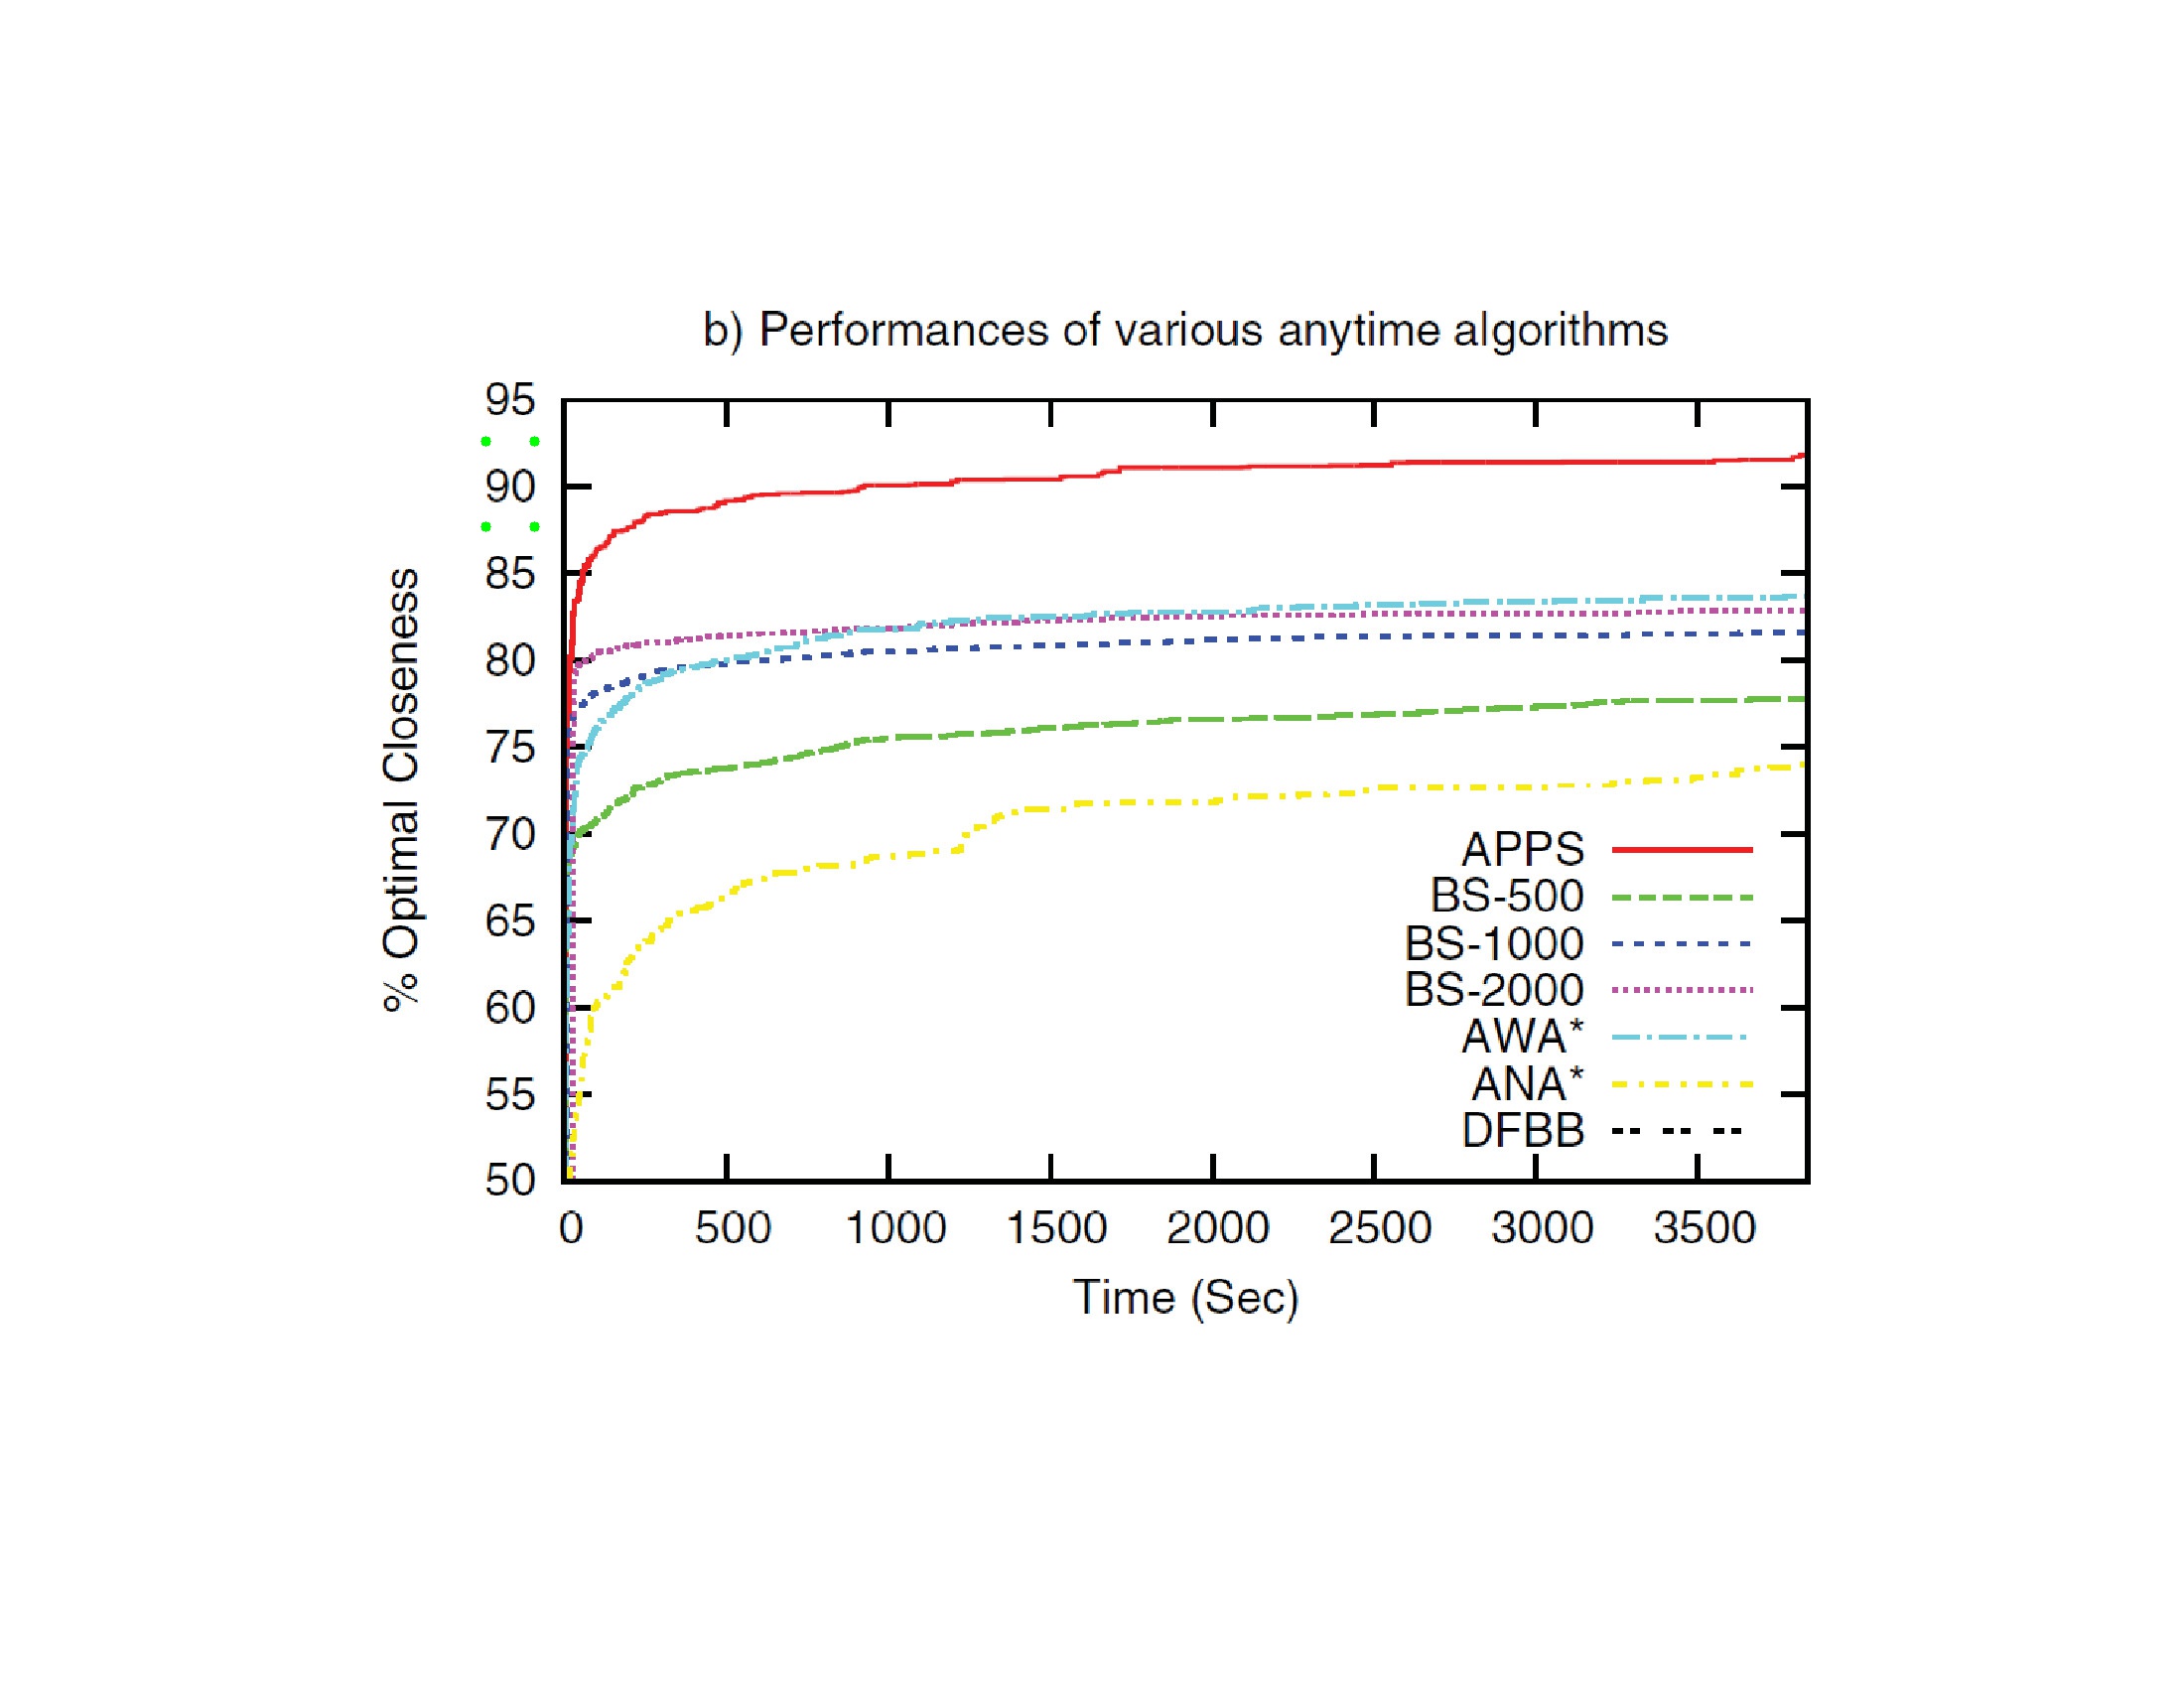 b) Performances of various anytime algorithms
95
90
85
80
75
70
65
60
55
50
% Optimal Closeness
APPS
BS-500
BS-1000
BS-2000
AWA*
ANA*
DFBB
0 500 1000 1500 2000 2500 3000 3500
Time (Sec)